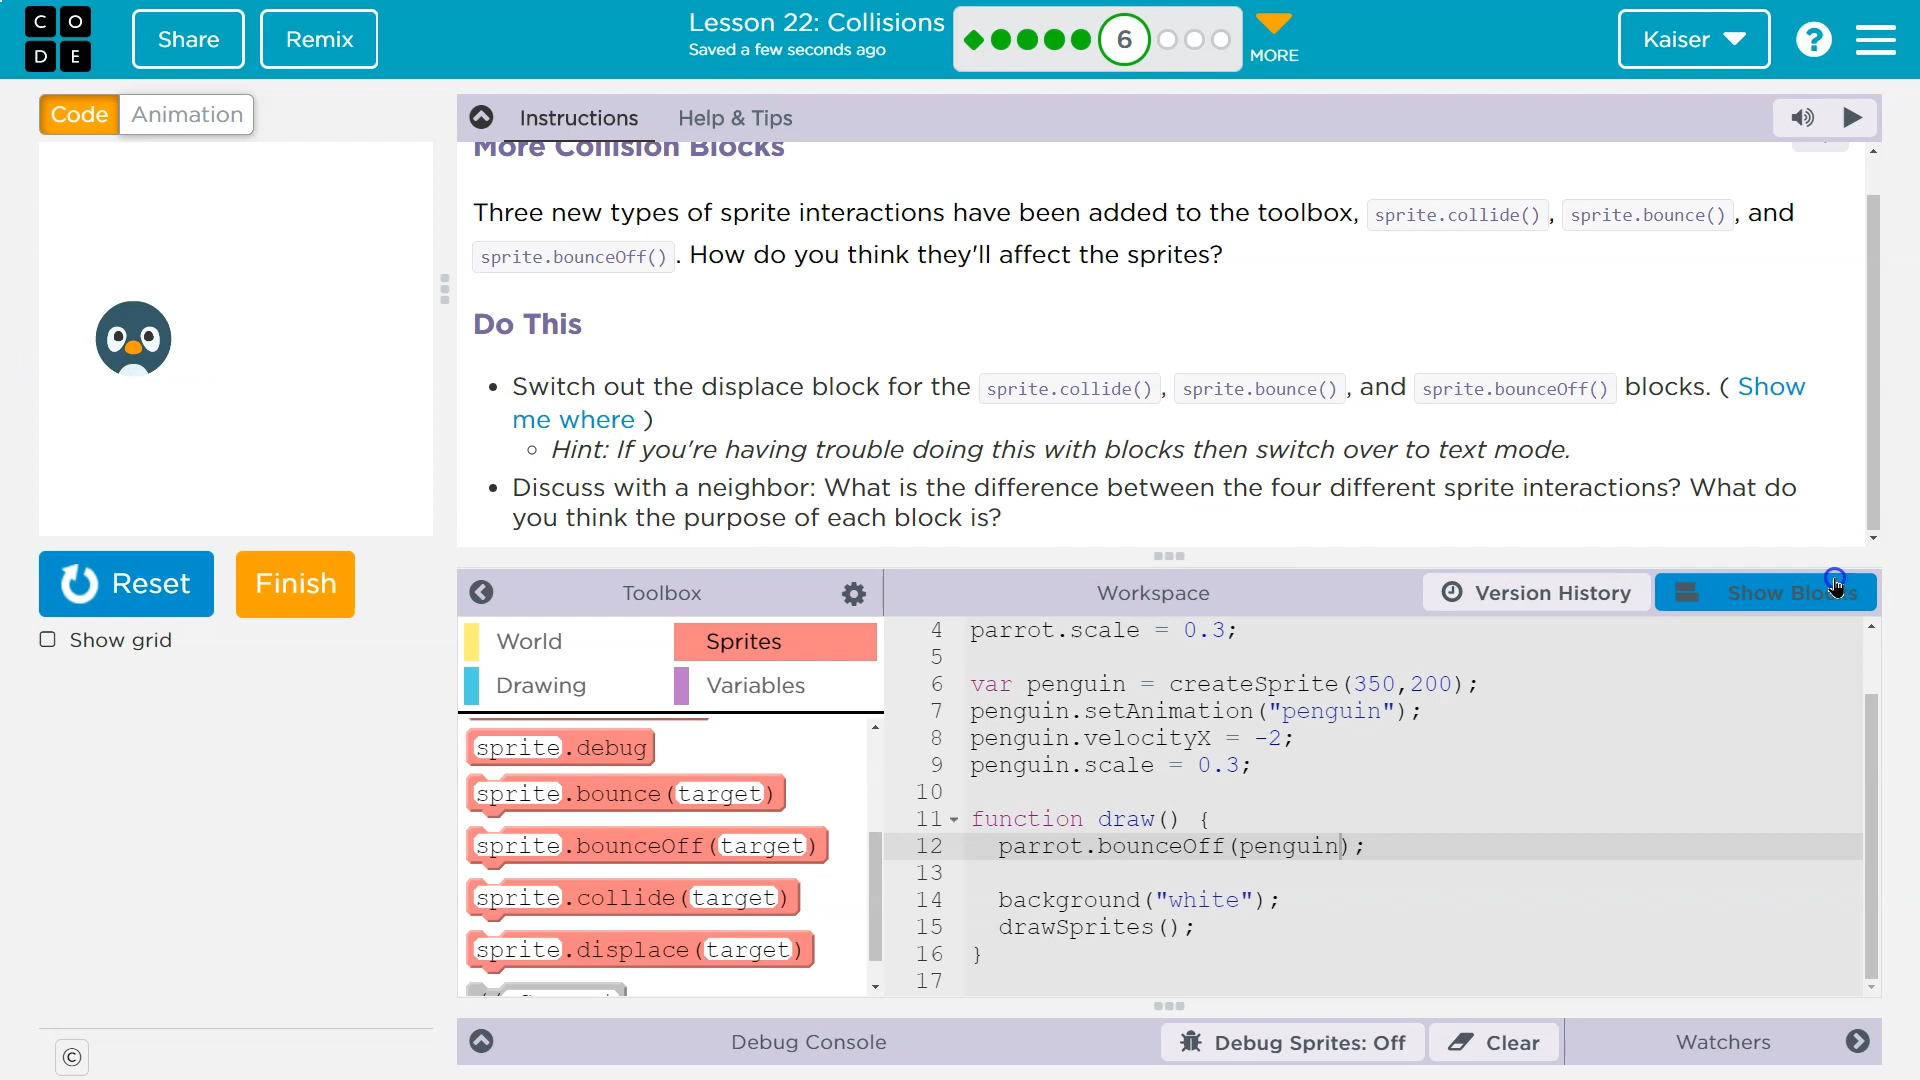 C O
D E
Share
Remix
Lesson 22: Collisions
Saved a few seconds ago
6
MORE
Kaiser
?
Code
Animation
Instructions
Help & Tips
More Collision Blocks
Three new types of sprite interactions have been added to the toolbox, sprite.collide() , sprite.bounce() , and
sprite.bounceOff() . How do you think they'll affect the sprites?
Do This
• Switch out the displace block for the sprite.collide() , sprite.bounce() , and sprite.bounceOff() blocks. ( Show
me where )
Hint: If you're having trouble doing this with blocks then switch over to text mode.
• Discuss with a neighbor: What is the difference between the four different sprite interactions? What do
you think the purpose of each block is?
Reset
Finish
Show grid
Toolbox
Workspace
Version History
Show Blocks
World
Sprites
Drawing
Variables
sprite.debug
sprite.bounce(target)
sprite.bounceOff(target)
sprite.collide(target)
sprite.displace(target)
4 parrot.scale = 0.3;
5
6 var penguin = createSprite(350,200);
7 penguin.setAnimation("penguin");
8 penguin.velocityX = -2;
9 penguin.scale = 0.3;
10
11 function draw() {
12 parrot.bounceOff(penguin);
13
14 background("white");
15 drawSprites();
16 }
17
Debug Console
Debug Sprites: Off
Clear
Watchers
©